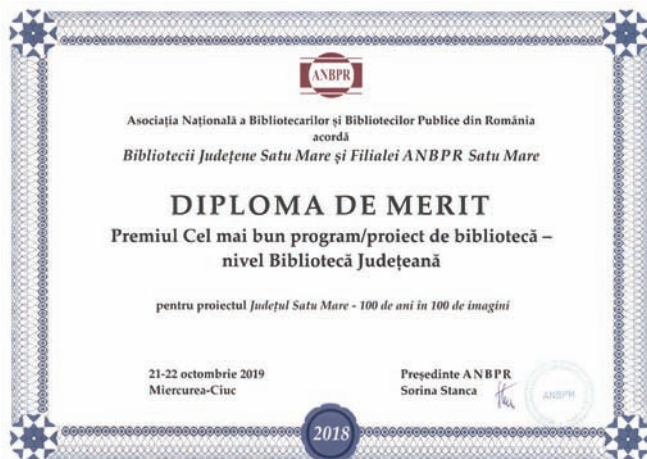 ANBPR
Asociația Națională a Bibliotecarilor și Bibliotecilor Publice din România
acordă
Bibliotecii Județene Satu Mare și Filialei ANBPR Satu Mare
DIPLOMA DE MERIT
Premiul Cel mai bun program/proiect de bibliotecă –
nivel Bibliotecă Județeană
pentru proiectul Județul Satu Mare - 100 de ani în 100 de imagini
21-22 octombrie 2019
Miercurea-Ciuc
Președinte ANBPR
Sorina Stanca
ANBPR
2018